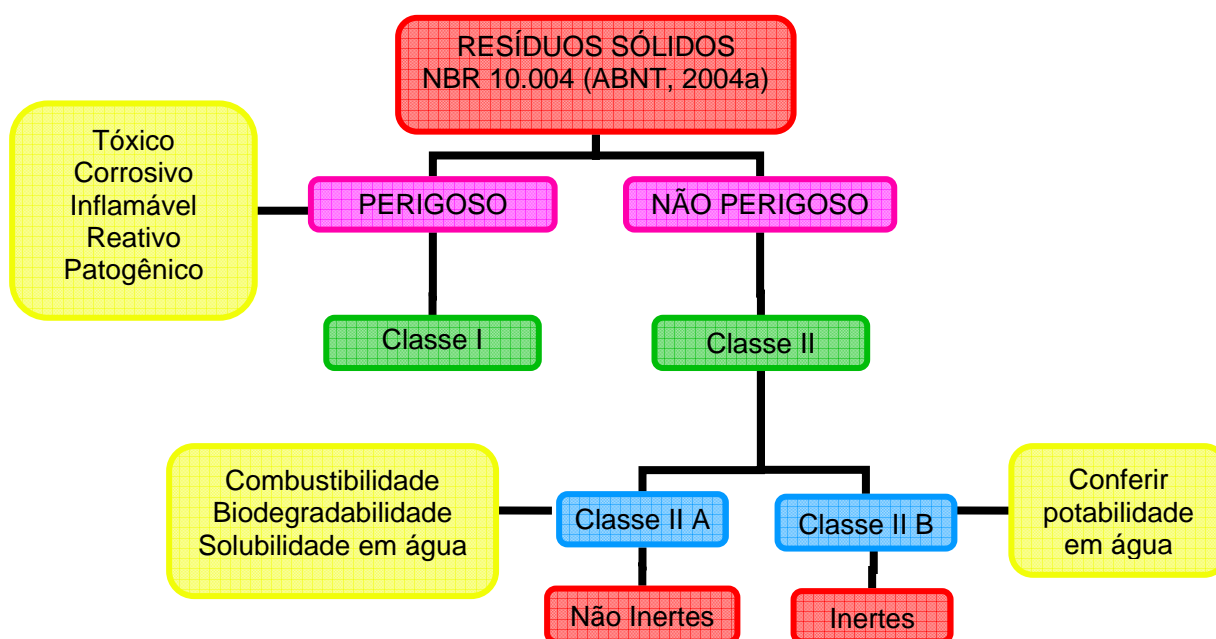 RESÍDUOS SÓLIDOS
NBR 10.004 (ABNT, 2004a)
Tóxico
Corrosivo
Inflamável
Reativo
Patogênico
PERIGOSO
NÃO PERIGOSO
Classe I
Classe II
Combustibilidade
Biodegradabilidade
Solubilidade em água
Classe II A
Classe II B
Conferir
potabilidade
em água
Não Inertes
Inertes